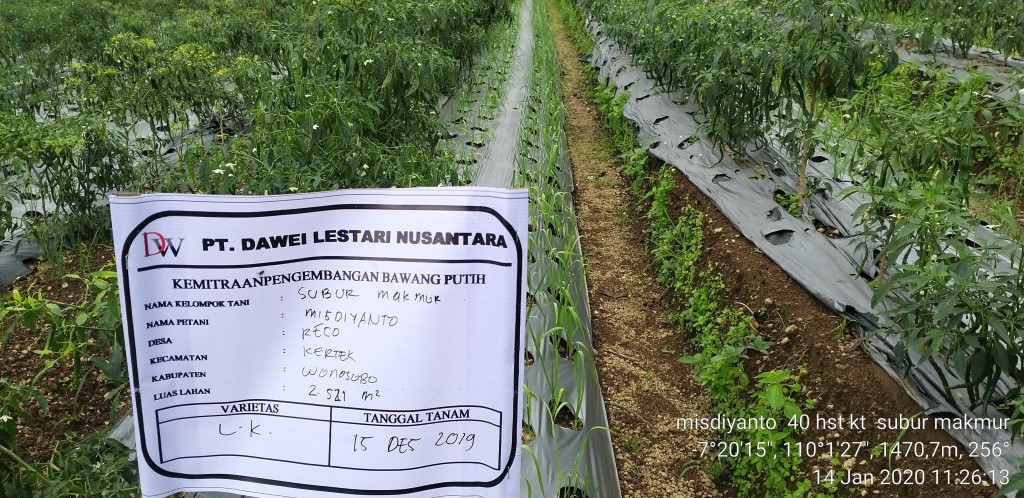 DW PT. DAWEI LESTARI NUSANTARA
KEMITRAANPENGEMBANGAN BAWANG PUTIH
NAMA KELOMPOK TANI : SUBUR makmur
NAMA PETANI : MISDIYANTO
DESA : RECO
KECAMATAN : KERTEK
KABUPATEN : WONOSOBO
LUAS LAHAN : 2.521 m²
VARIETAS TANGGAL TANAM
L.K. 15 DES 2019
misdiyanto 40 hst kt subur makmur
-7°20'15", 110°1'27", 1470,7m, 256°
14 Jan 2020 11:26:13